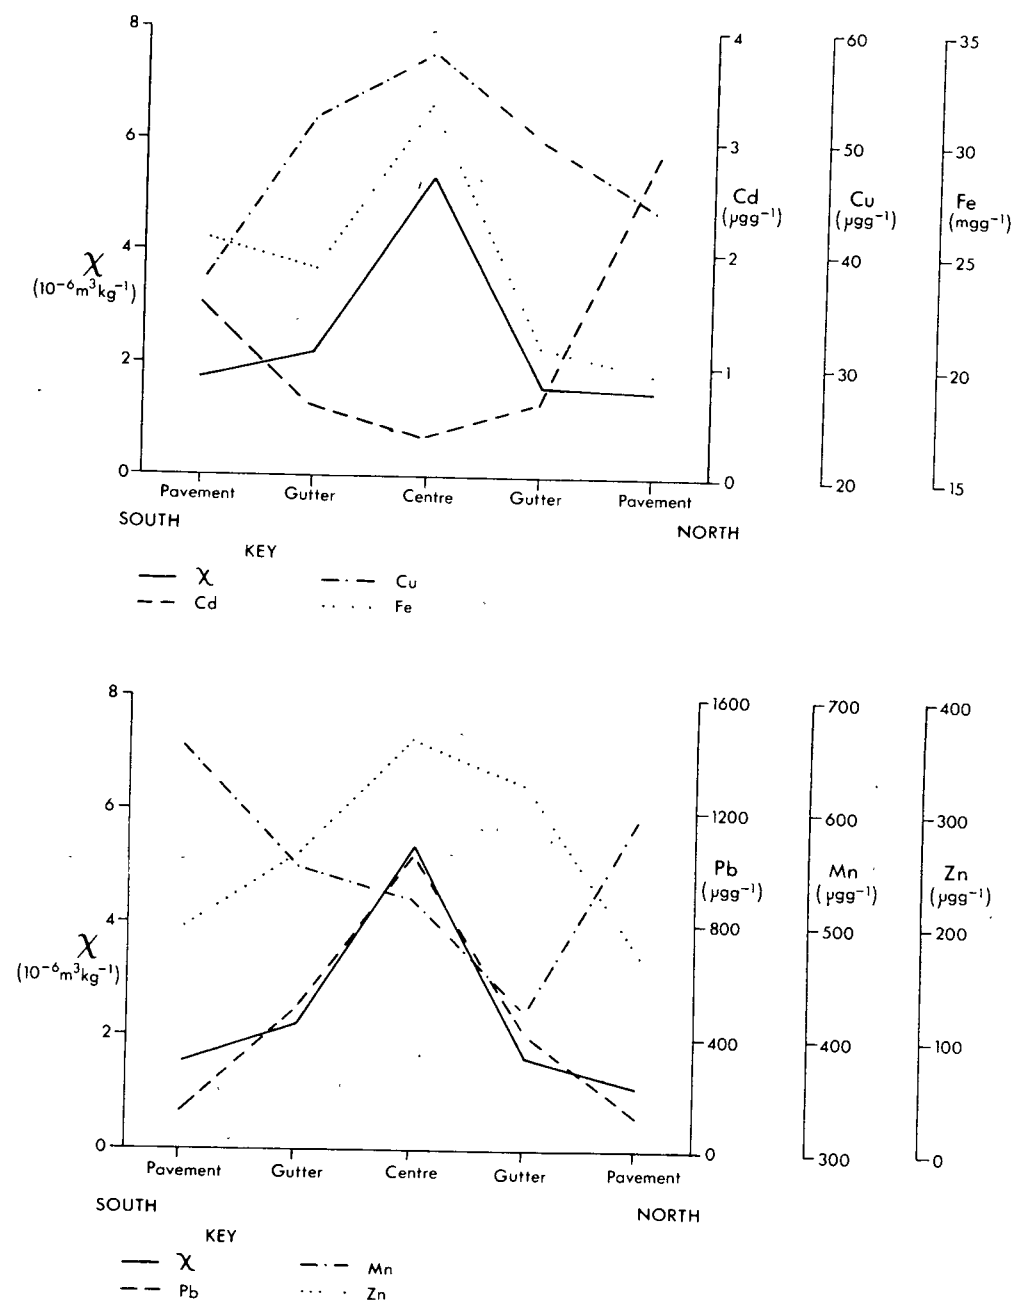 8
6
4
2
0
χ
(10⁻⁶m³kg⁻¹)
4
3
2
1
0
Cd
(µgg⁻¹)
60
50
40
30
20
Cu
(µgg⁻¹)
35
30
25
20
15
Fe
(mgg⁻¹)
Pavement Gutter Centre Gutter Pavement
SOUTH NORTH
KEY
χ Cu
Cd Fe
8
6
4
2
0
χ
(10⁻⁶m³kg⁻¹)
1600
1200
800
400
0
Pb
(µgg⁻¹)
700
600
500
400
300
Mn
(µgg⁻¹)
400
300
200
100
0
Zn
(µgg⁻¹)
Pavement Gutter Centre Gutter Pavement
SOUTH NORTH
KEY
χ Mn
Pb Zn